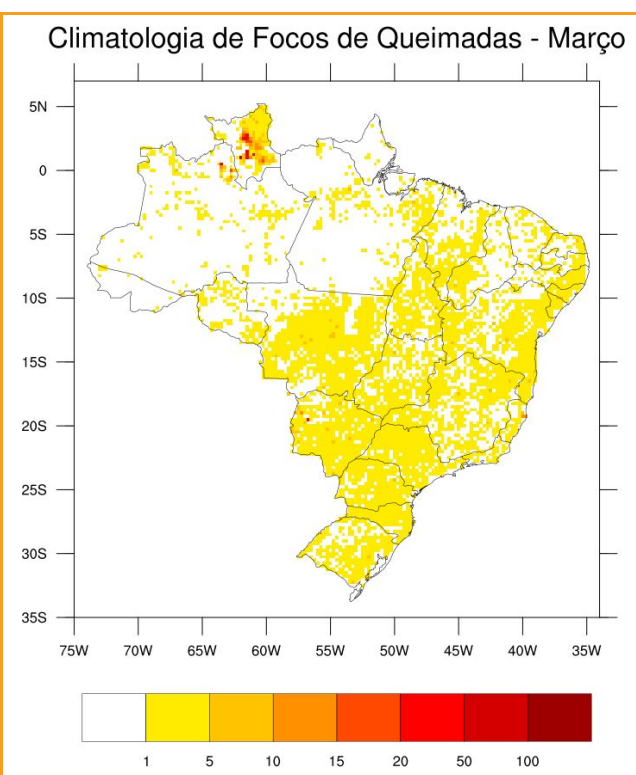 Climatologia de Focos de Queimadas - Março
5N
0
5S
10S
15S
20S
25S
30S
35S
75W 70W 65W 60W 55W 50W 45W 40W 35W
1 5 10 15 20 50 100